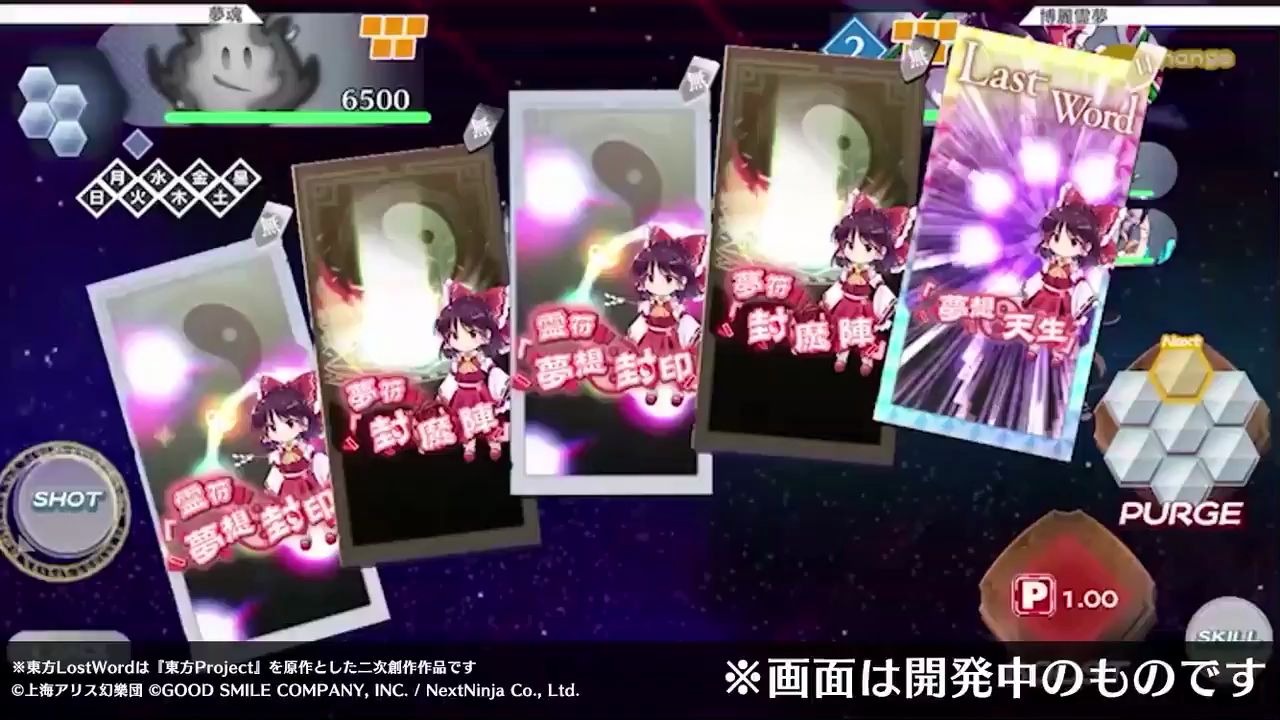 夢魂
博麗霊夢
6500
2
月 水 金 星
日 火 木 土
無
無
無
無
Last
Word
霊符
「夢想封印
夢符
「封魔陣
霊符
「夢想封印
夢符
「封魔陣
「夢想
天生
Next
SHOT
PURGE
P 1.00
SKILL
※東方LostWordは『東方Project』を原作とした二次創作作品です
©上海アリス幻樂団 ©GOOD SMILE COMPANY, INC. / NextNinja Co., Ltd.
※画面は開発中のものです